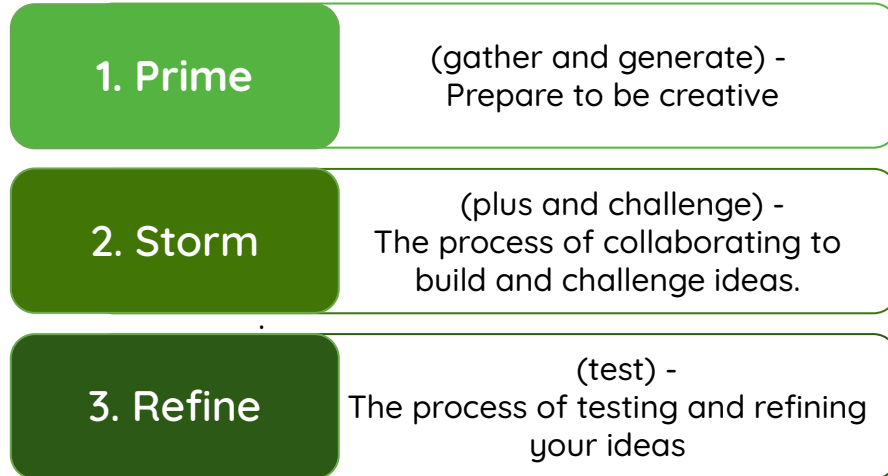 1. Prime
(gather and generate) -
Prepare to be creative
2. Storm
(plus and challenge) -
The process of collaborating to
build and challenge ideas.
.
3. Refine
(test) -
The process of testing and refining
your ideas